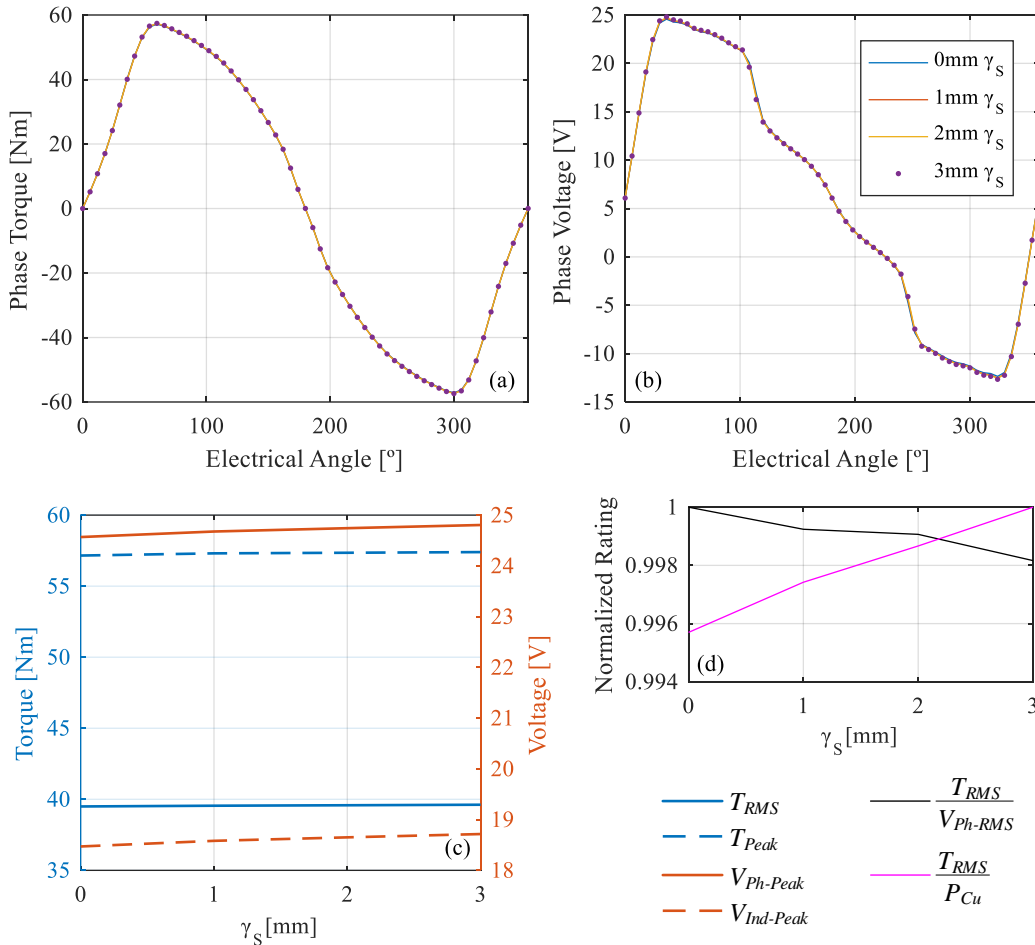 60
40
20
0
-20
-40
-60
Phase Torque [Nm]
0
100
200
300
Electrical Angle [º]
(a)
25
20
15
10
5
0
-5
-10
-15
Phase Voltage [V]
0
100
200
300
Electrical Angle [º]
(b)
0mm γS
1mm γS
2mm γS
3mm γS
60
55
50
45
40
35
Torque [Nm]
25
24
23
22
21
20
19
18
Voltage [V]
0
1
2
3
γS[mm]
(c)
1
0.998
0.996
0.994
Normalized Rating
(d)
0
1
2
3
γS[mm]
TRMS
TPeak
VPh-Peak
VInd-Peak
TRMS
VPh-RMS
TRMS
PCu